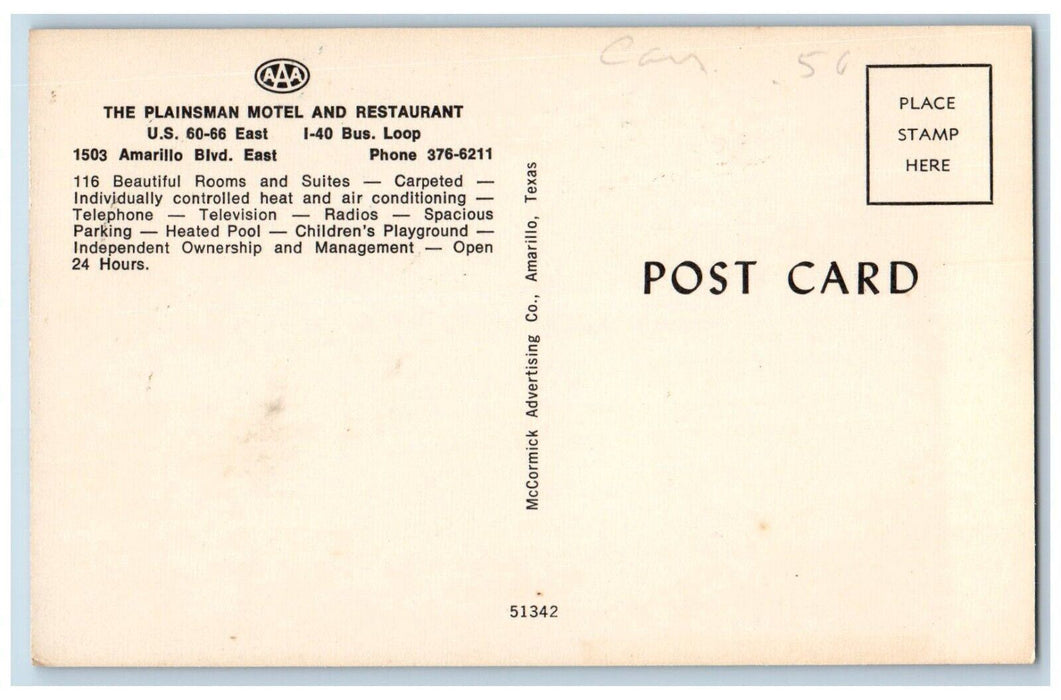 AAA
THE PLAINSMAN MOTEL AND RESTAURANT
U.S. 60-66 East I-40 Bus. Loop
1503 Amarillo Blvd. East Phone 376-6211
116 Beautiful Rooms and Suites — Carpeted —
Individually controlled heat and air conditioning —
Telephone — Television — Radios — Spacious
Parking — Heated Pool — Children's Playground —
Independent Ownership and Management — Open
24 Hours.
McCormick Advertising Co., Amarillo, Texas
51342
PLACE
STAMP
HERE
POST CARD